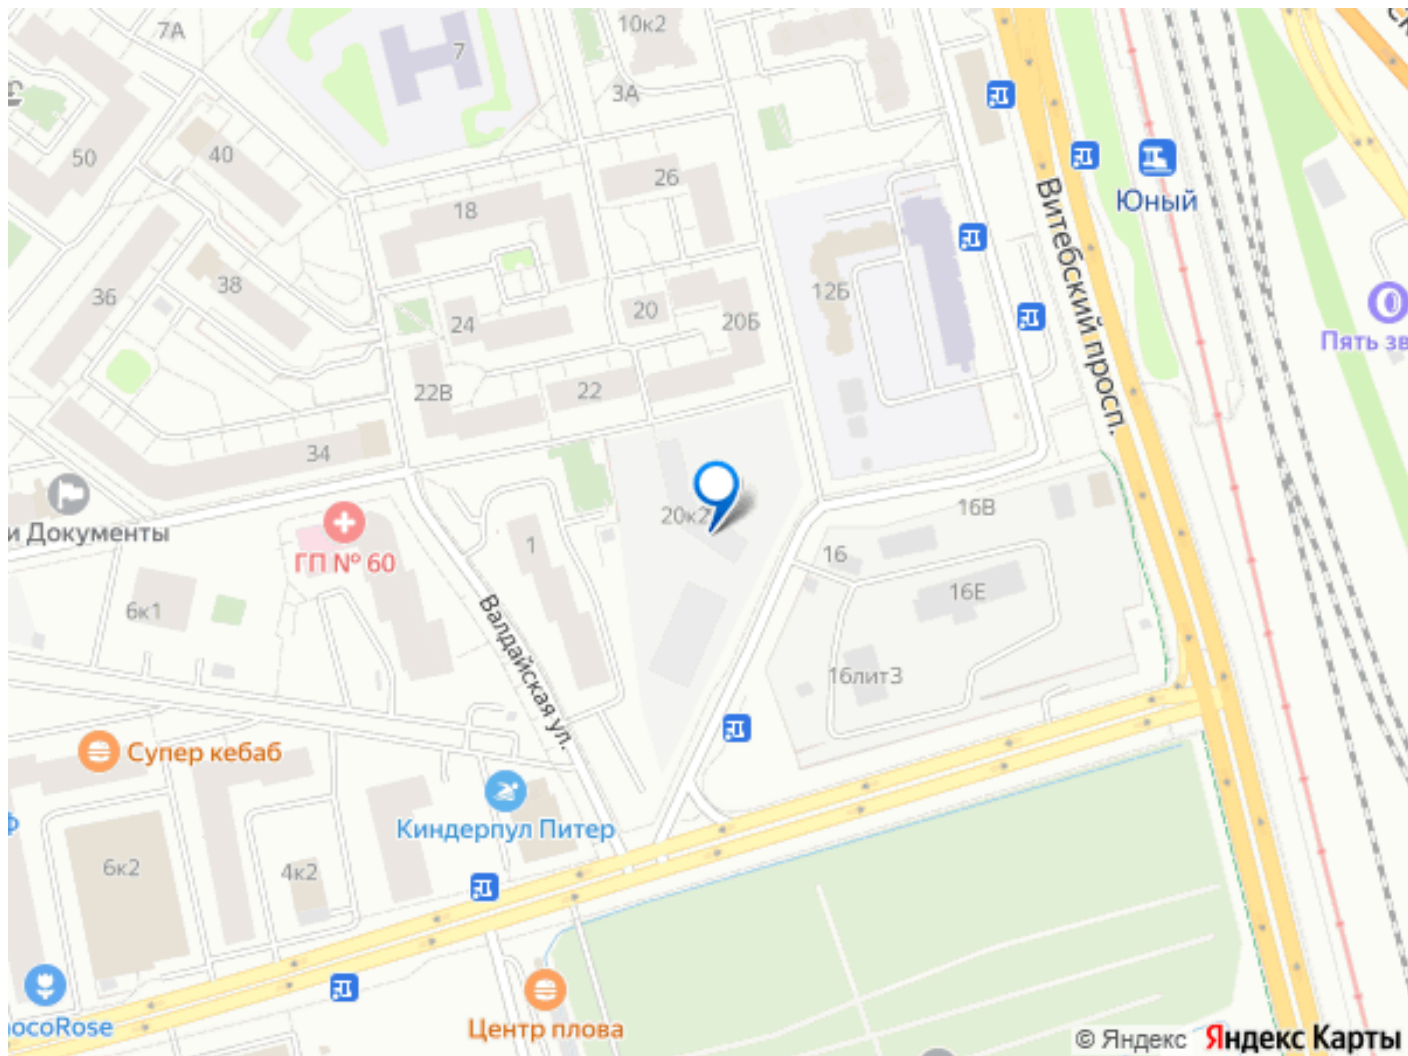 7А
10к2
7
3А
50
40
26
18
Юный
Витебский просп.
36
38
12Б
20
20Б
24
Пять зв
22В
22
34
и Документы
20к2
16В
1
16
ГП № 60
16Е
6к1
Валдайская ул.
16лит3
Супер кебаб
Киндерпул Питер
6к2
4к2
ocoRose
Центр плова
© Яндекс
Яндекс Карты